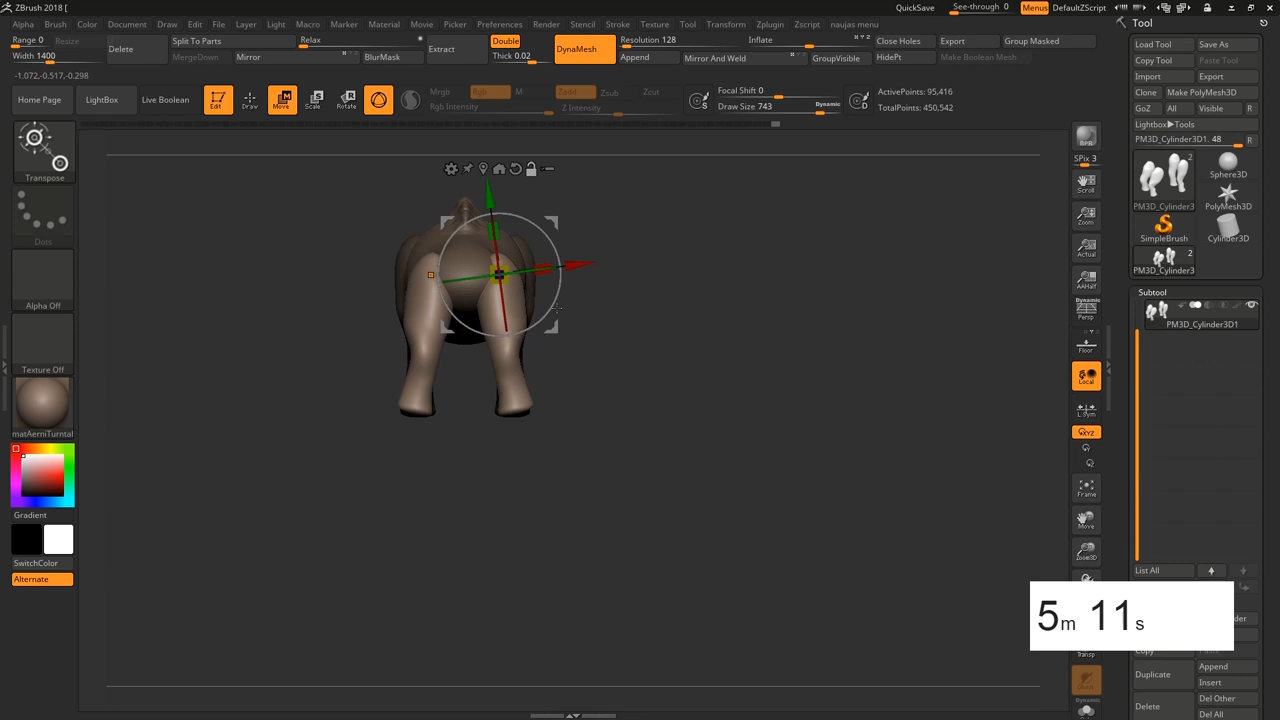 ZBrush 2018 [
QuickSave
See-through 0
Menus
DefaultZScript
Alpha Brush Color Document Draw Edit File Layer Light Macro Marker Material Movie Picker Preferences Render Stencil Stroke Texture Tool Transform Zplugin Zscript naujas meniu
Tool
Range 0 Resize
Width 1400
Delete
Split To Parts
MergeDown
Mirror
Relax
BlurMask
Extract
Double
Thick 0.02
DynaMesh
Resolution 128
Append
Inflate
Mirror And Weld
GroupVisible
Close Holes
HidePt
Export
Make Boolean Mesh
Group Masked
-1.072,-0.517,-0.298
Home Page
LightBox
Live Boolean
Edit
Draw
Move
Scale
Rotate
Mrgb Rgb M
Rgb Intensity
Zadd Zsub Zcut
Z Intensity
Focal Shift 0
Draw Size 743
Dynamic
ActivePoints: 95,416
TotalPoints: 450,542
Load Tool Save As
Copy Tool Paste Tool
Import Export
Clone Make PolyMesh3D
GoZ All Visible R
Lightbox▶Tools
PM3D_Cylinder3D1. 48 R
2
PM3D_Cylinder3
Sphere3D
PolyMesh3D
SimpleBrush
Cylinder3D
2
PM3D_Cylinder3
Subtool
PM3D_Cylinder3D1
List All
Copy
Duplicate
Append
Insert
Delete
Del Other
Del All
Transpose
Dots
Alpha Off
Texture Off
matAerniTurntal
Gradient
SwitchColor
Alternate
BPR
SPix 3
Scroll
Zoom
Actual
AAHalf
Dynamic
Persp
Floor
Local
L.Sym
XYZ
Frame
Move
Zoom3D
Transp
Dynamic
5m 11s